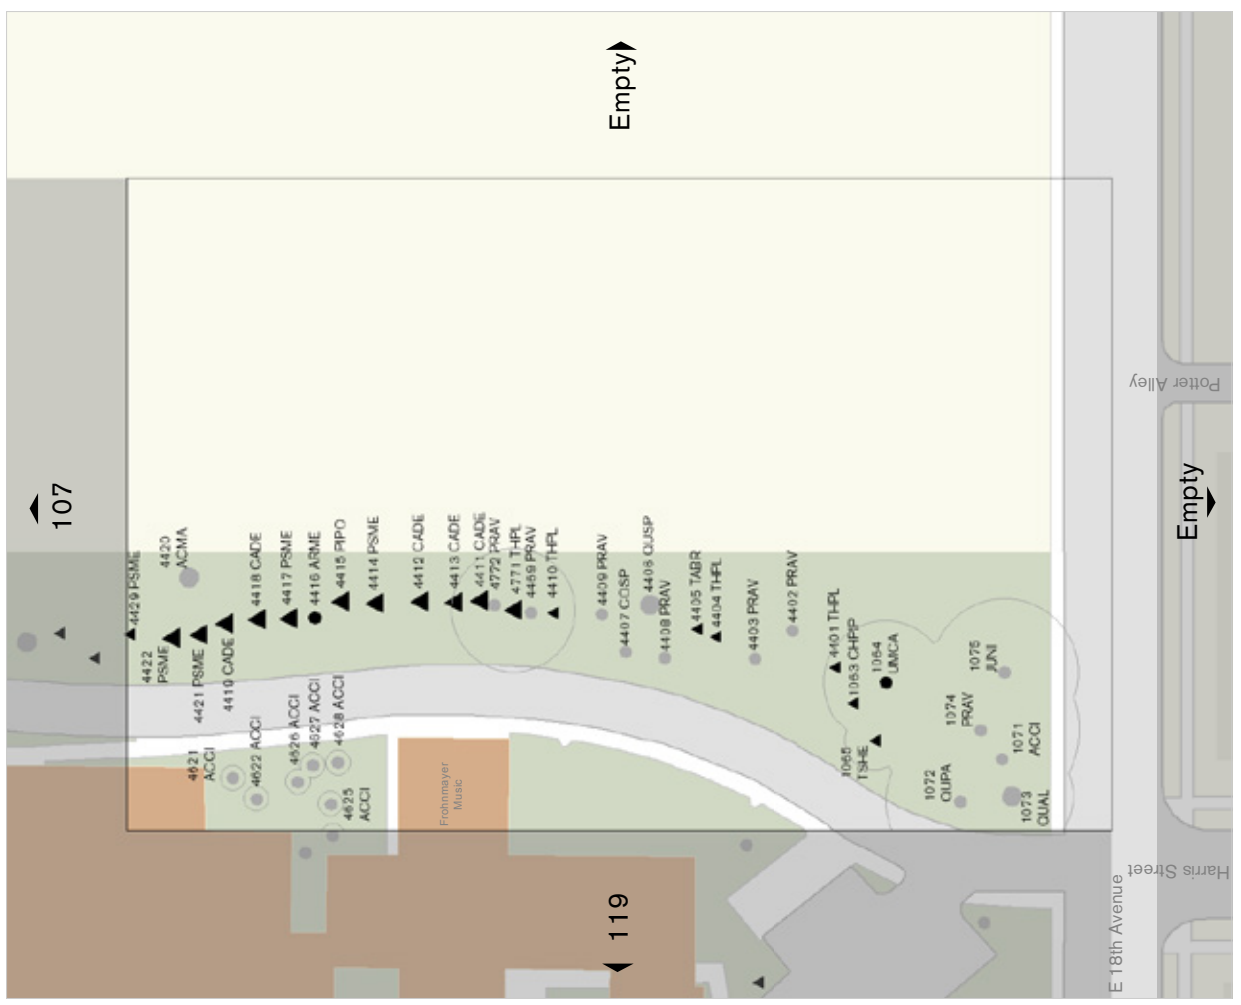 Empty
107
Empty
119
Potter Alley
Harris Street
E 18th Avenue
Frohnmayer
Music
4429 PSME
4420
ACMA
4422
PSME
4421 PSME
4419 CADE
4418 CADE
4417 PSME
4416 ARME
4415 PIPO
4414 PSME
4412 CADE
4413 CADE
4411 CADE
4772 PRAV
4771 THPL
4469 PRAV
4410 THPL
4409 PRAV
4407 COSP
4406 QUSP
4408 PRAV
4405 TABR
4404 THPL
4403 PRAV
4402 PRAV
4401 THPL
1063 CHPIP
1064
UMCA
1065
TSHE
1075
JUNI
1074
PRAV
1071
ACCI
1072
QUPA
1073
QUAL
4621
ACCI
4622 ACCI
4626 ACCI
4627 ACCI
4628 ACCI
4625
ACCI